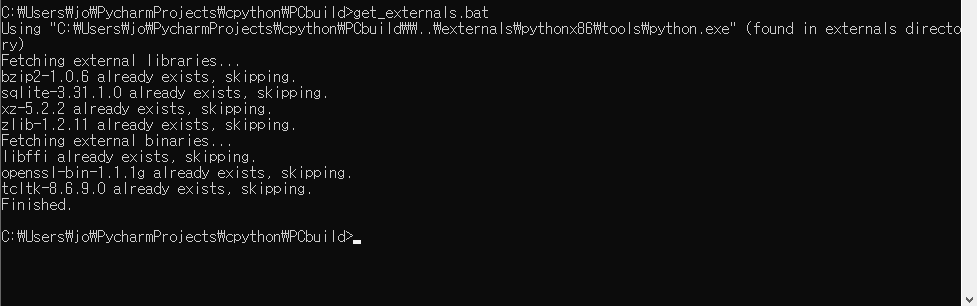 C:₩Users₩jo₩PycharmProjects₩cpython₩PCbuild>get_externals.bat
Using "C:₩Users₩jo₩PycharmProjects₩cpython₩PCbuild₩₩..₩externals₩pythonx86₩tools₩python.exe" (found in externals directo
ry)
Fetching external libraries...
bzip2-1.0.6 already exists, skipping.
sqlite-3.31.1.0 already exists, skipping.
xz-5.2.2 already exists, skipping.
zlib-1.2.11 already exists, skipping.
Fetching external binaries...
libffi already exists, skipping.
openssl-bin-1.1.1g already exists, skipping.
tcltk-8.6.9.0 already exists, skipping.
Finished.
C:₩Users₩jo₩PycharmProjects₩cpython₩PCbuild>